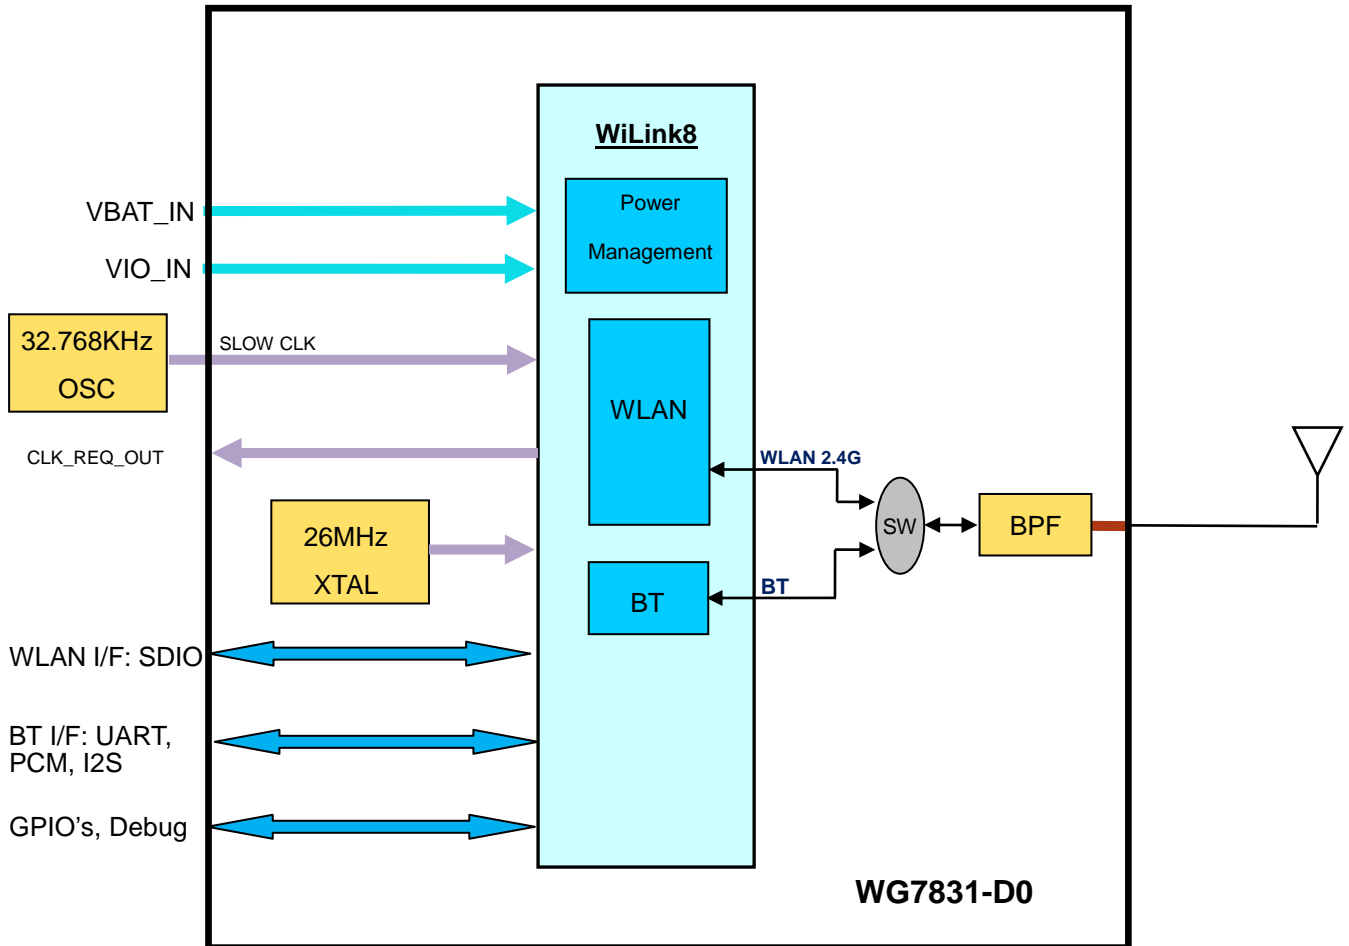 WiLink8
Power
Management
VBAT_IN
VIO_IN
32.768KHz
OSC
SLOW CLK
WLAN
CLK_REQ_OUT
WLAN 2.4G
26MHz
XTAL
SW
BPF
BT
BT
WLAN I/F: SDIO
BT I/F: UART,
PCM, I2S
GPIO’s, Debug
WG7831-D0